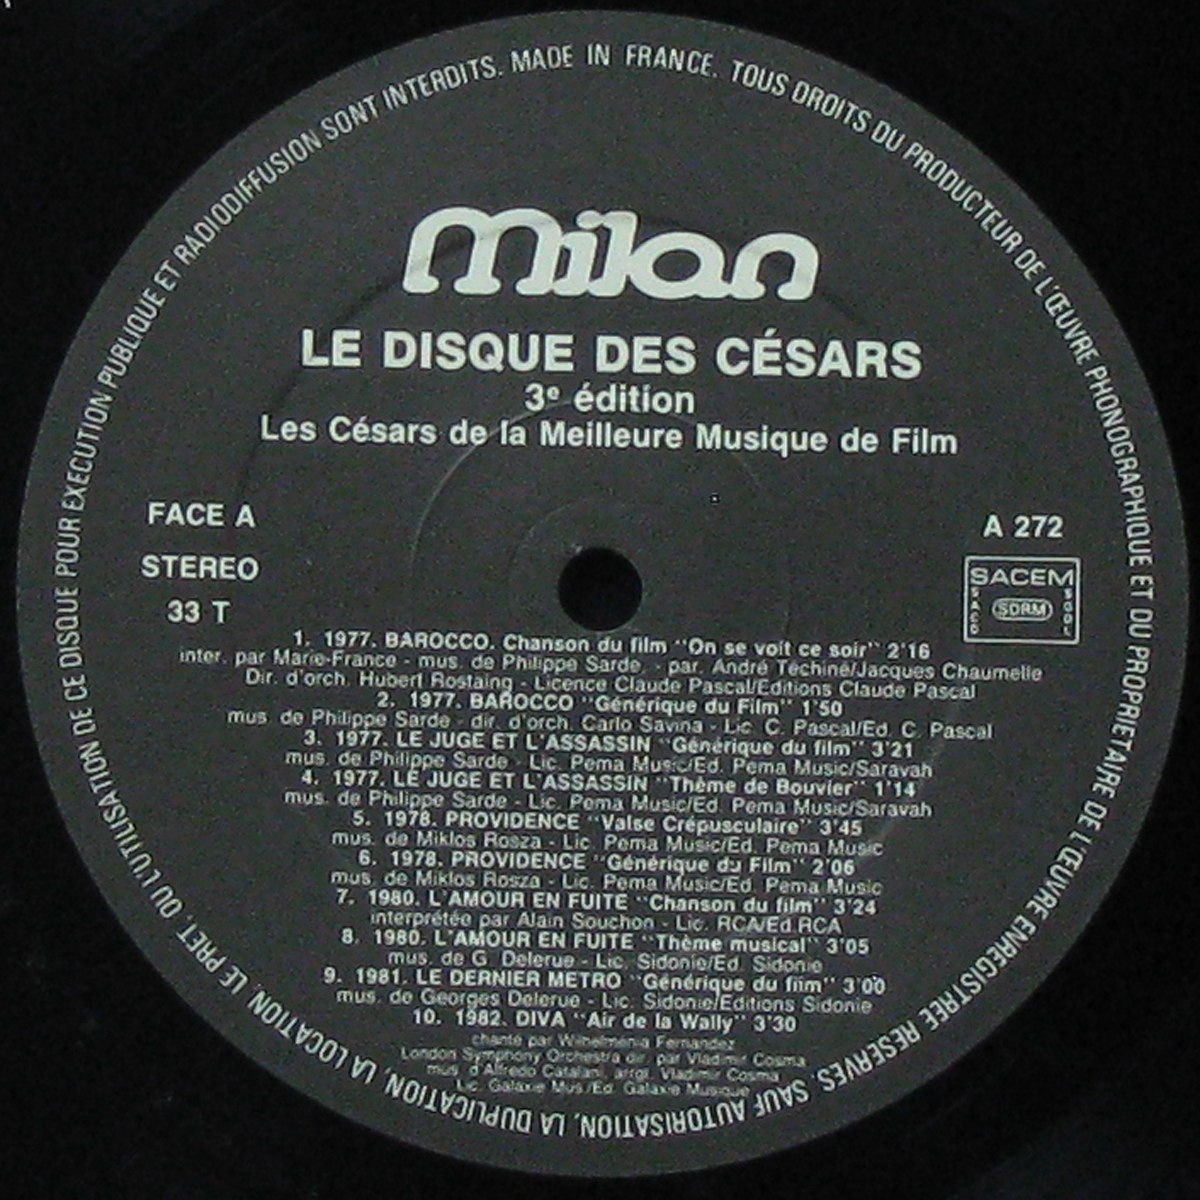 TOUS DROITS DU PRODUCTEUR DE L'ŒUVRE PHONOGRAPHIQUE ET DU PROPRIETAIRE DE L'ŒUVRE ENREGISTREE RESERVES, SAUF AUTORISATION, LA DUPLICATION, LA LOCATION, LE PRET, OU L'UTILISATION DE CE DISQUE POUR EXECUTION PUBLIQUE ET RADIODIFFUSION SONT INTERDITS. MADE IN FRANCE.
milan
LE DISQUE DES CÉSARS
3e édition
Les Césars de la Meilleure Musique de Film
FACE A
STEREO
33 T
A 272
SACEM
SACD
SDRM
SGDL
1. 1977. BAROCCO. Chanson du film "On se voit ce soir" 2'16
inter. par Marie-France - mus. de Philippe Sarde. - par. André Téchiné/Jacques Chaumelle
Dir. d'orch. Hubert Rostaing - Licence Claude Pascal/Editions Claude Pascal
2. 1977. BAROCCO "Générique du Film" 1'50
mus. de Philippe Sarde - dir. d'orch. Carlo Savina - Lic. C. Pascal/Ed. C. Pascal
3. 1977. LE JUGE ET L'ASSASSIN "Générique du film" 3'21
mus. de Philippe Sarde - Lic. Pema Music/Ed. Pema Music/Saravah
4. 1977. LE JUGE ET L'ASSASSIN "Thème de Bouvier" 1'14
mus. de Philippe Sarde - Lic. Pema Music/Ed. Pema Music/Saravah
5. 1978. PROVIDENCE "Valse Crépusculaire" 3'45
mus. de Miklos Rosza - Lic. Pema Music/Ed. Pema Music
6. 1978. PROVIDENCE "Générique du Film" 2'06
mus. de Miklos Rosza - Lic. Pema Music/Ed. Pema Music
7. 1980. L'AMOUR EN FUITE "Chanson du film" 3'24
interprétée par Alain Souchon - Lic. RCA/Ed.RCA
8. 1980. L'AMOUR EN FUITE "Thème musical" 3'05
mus. de G. Delerue - Lic. Sidonie/Ed. Sidonie
9. 1981. LE DERNIER METRO "Générique du film" 3'00
mus. de Georges Delerue - Lic. Sidonie/Editions Sidonie
10. 1982. DIVA "Air de la Wally" 3'30
chanté par Wilhelménia Fernandez
London Symphony Orchestra dir. par Vladimir Cosma
mus. d'Alfredo Catalani, arrgt. Vladimir Cosma
Lic. Galaxie Mus./Ed. Galaxie Musique